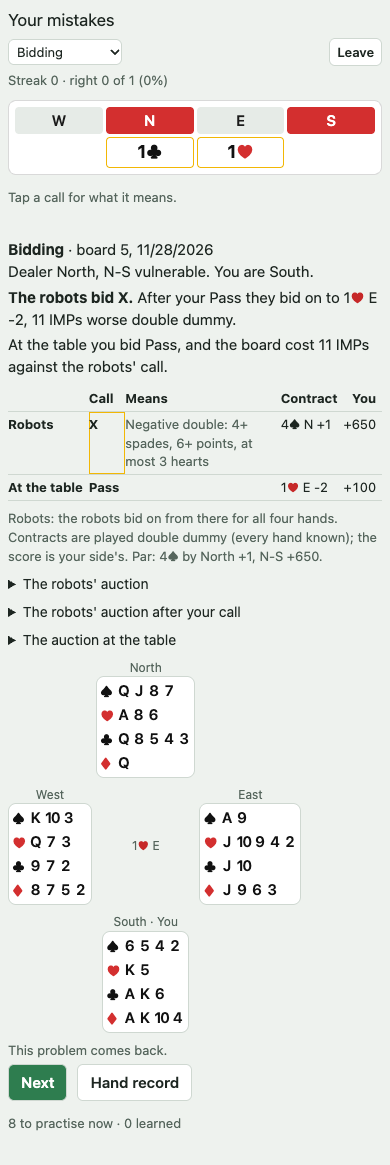 Your mistakes
Bidding
Leave
Streak 0 · right 0 of 1 (0%)
W N E S
1♣ 1♥
Tap a call for what it means.
Bidding · board 5, 11/28/2026
Dealer North, N-S vulnerable. You are South.
The robots bid X. After your Pass they bid on to 1♥ E
-2, 11 IMPs worse double dummy.
At the table you bid Pass, and the board cost 11 IMPs
against the robots' call.
Call Means Contract You
Robots X Negative double: 4+ 4♠ N +1 +650
spades, 6+ points, at
most 3 hearts
At the table Pass 1♥ E -2 +100
Robots: the robots bid on from there for all four hands.
Contracts are played double dummy (every hand known); the
score is your side's. Par: 4♠ by North +1, N-S +650.
▶ The robots' auction
▶ The robots' auction after your call
▶ The auction at the table
North
♠ Q J 8 7
♥ A 8 6
♣ Q 8 5 4 3
♦ Q
West
♠ K 10 3
♥ Q 7 3
♣ 9 7 2
♦ 8 7 5 2
1♥ E
East
♠ A 9
♥ J 10 9 4 2
♣ J 10
♦ J 9 6 3
South · You
♠ 6 5 4 2
♥ K 5
♣ A K 6
♦ A K 10 4
This problem comes back.
Next
Hand record
8 to practise now · 0 learned